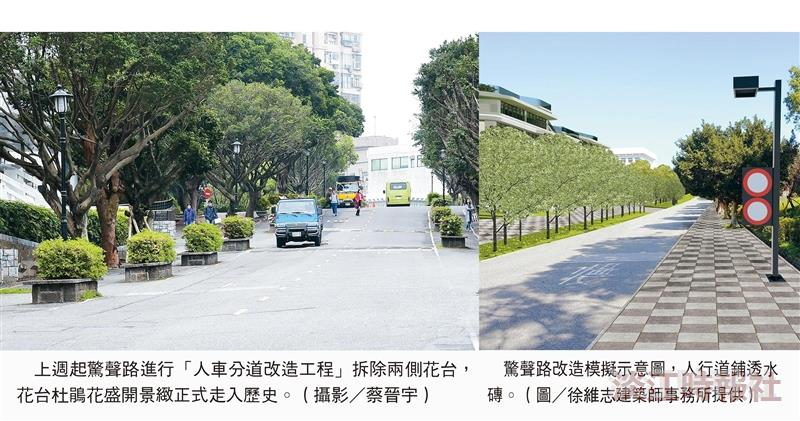 上週起驚聲路進行「人車分道改造工程」拆除兩側花台，
花台杜鵑花盛開景緻正式走入歷史。（攝影／蔡晉宇）
驚聲路改造模擬示意圖，人行道鋪透水
磚。（圖／徐維志建築師事務所提供）
淡江時報社